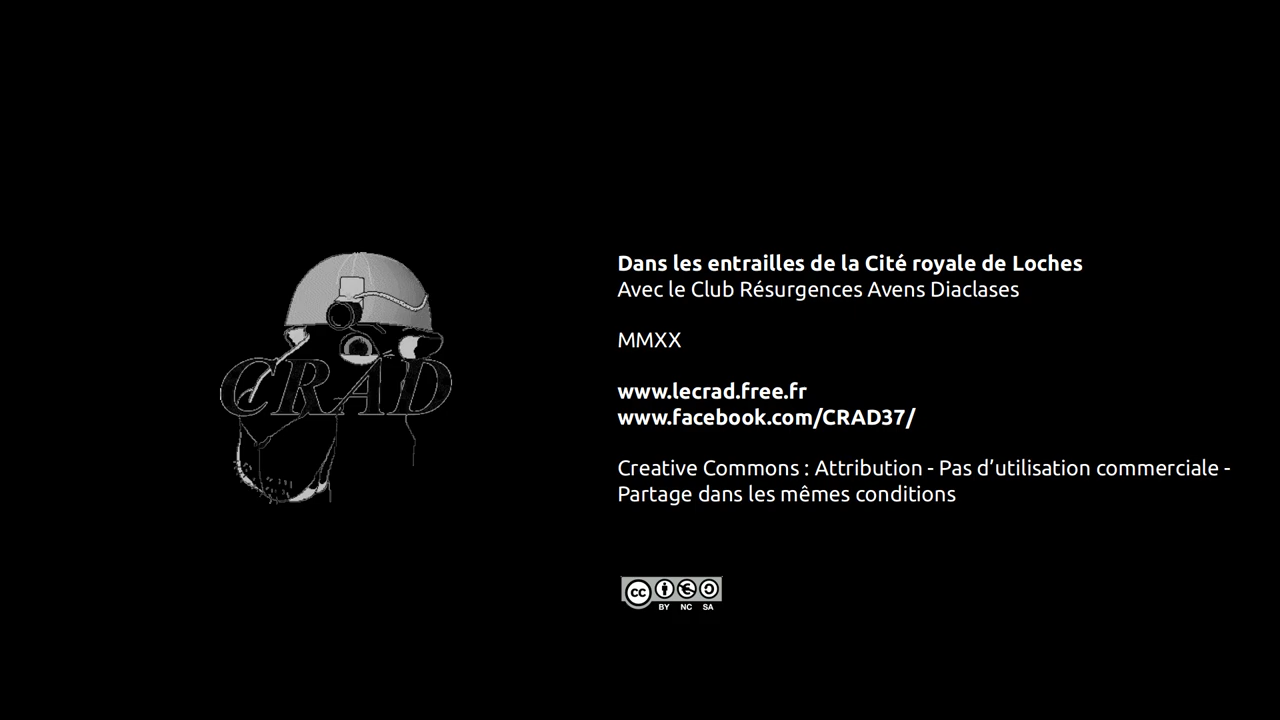 CRAD
Dans les entrailles de la Cité royale de Loches
Avec le Club Résurgences Avens Diaclases
MMXX
www.lecrad.free.fr
www.facebook.com/CRAD37/
Creative Commons : Attribution - Pas d’utilisation commerciale -
Partage dans les mêmes conditions
cc
BY NC SA